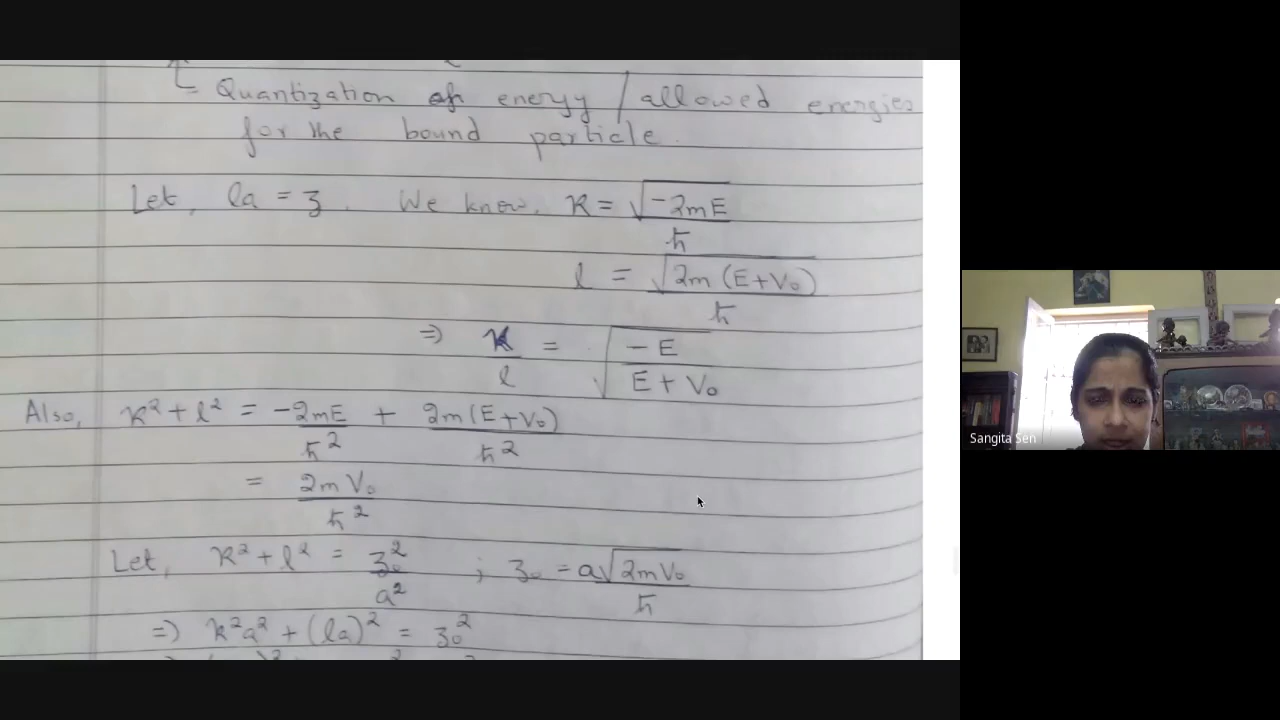 Quantization of energy / allowed energies
for the bound particle.
Let, la = z. We know, κ = √-2mE / ħ
l = √2m (E+V₀) / ħ
⇒ κ / l = √(-E / E + V₀)
Also, κ² + l² = -2mE / ħ² + 2m(E+V₀) / ħ²
= 2mV₀ / ħ²
Let, κ² + l² = z₀² / a² ; z₀ = a√2mV₀ / ħ
⇒ κ²a² + (la)² = z₀²
Sangita Sen